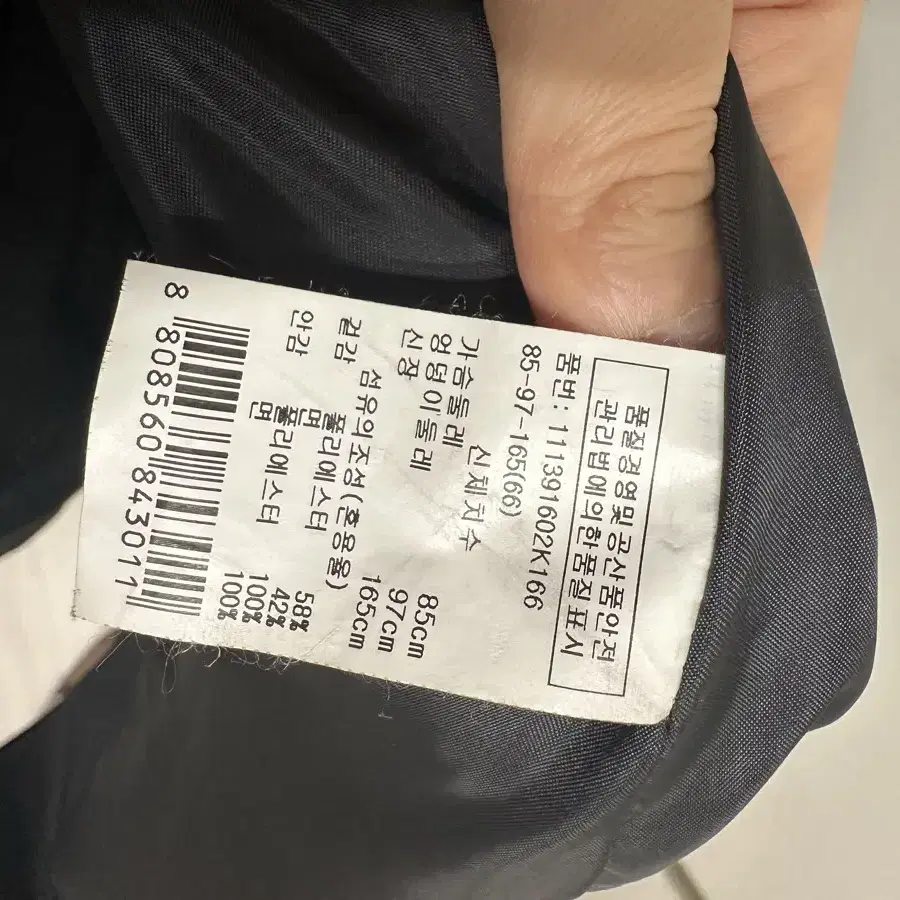 품질경영및공산품안전
관리법에의한품질표시
품번: 11391602K166
85-97-165(66)
신체치수
가슴둘레 85cm
엉덩이둘레 97cm
신장 165cm
섬유의조성(혼용율)
겉감 폴리에스터 58%
면 42%
안감 폴리에스터 100%
면 100%
8 808560 843011